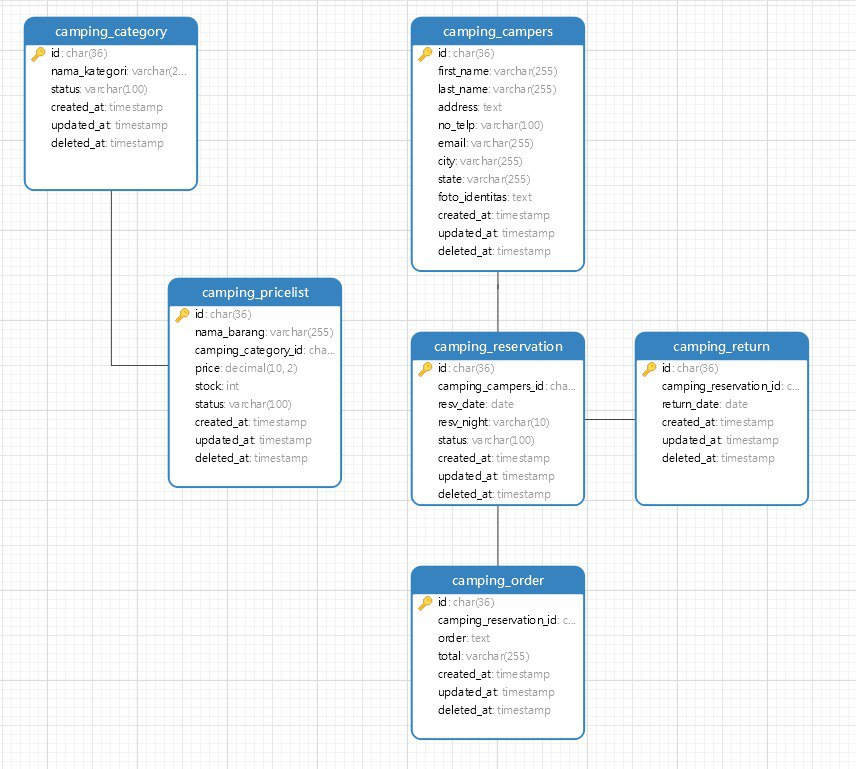 camping_category
id: char(36)
nama_kategori: varchar(2...
status: varchar(100)
created_at: timestamp
updated_at: timestamp
deleted_at: timestamp
camping_campers
id: char(36)
first_name: varchar(255)
last_name: varchar(255)
address: text
no_telp: varchar(100)
email: varchar(255)
city: varchar(255)
state: varchar(255)
foto_identitas: text
created_at: timestamp
updated_at: timestamp
deleted_at: timestamp
camping_pricelist
id: char(36)
nama_barang: varchar(255)
camping_category_id: cha...
price: decimal(10, 2)
stock: int
status: varchar(100)
created_at: timestamp
updated_at: timestamp
deleted_at: timestamp
camping_reservation
id: char(36)
camping_campers_id: cha...
resv_date: date
resv_night: varchar(10)
status: varchar(100)
created_at: timestamp
updated_at: timestamp
deleted_at: timestamp
camping_return
id: char(36)
camping_reservation_id: c...
return_date: date
created_at: timestamp
updated_at: timestamp
deleted_at: timestamp
camping_order
id: char(36)
camping_reservation_id: c...
order: text
total: varchar(255)
created_at: timestamp
updated_at: timestamp
deleted_at: timestamp